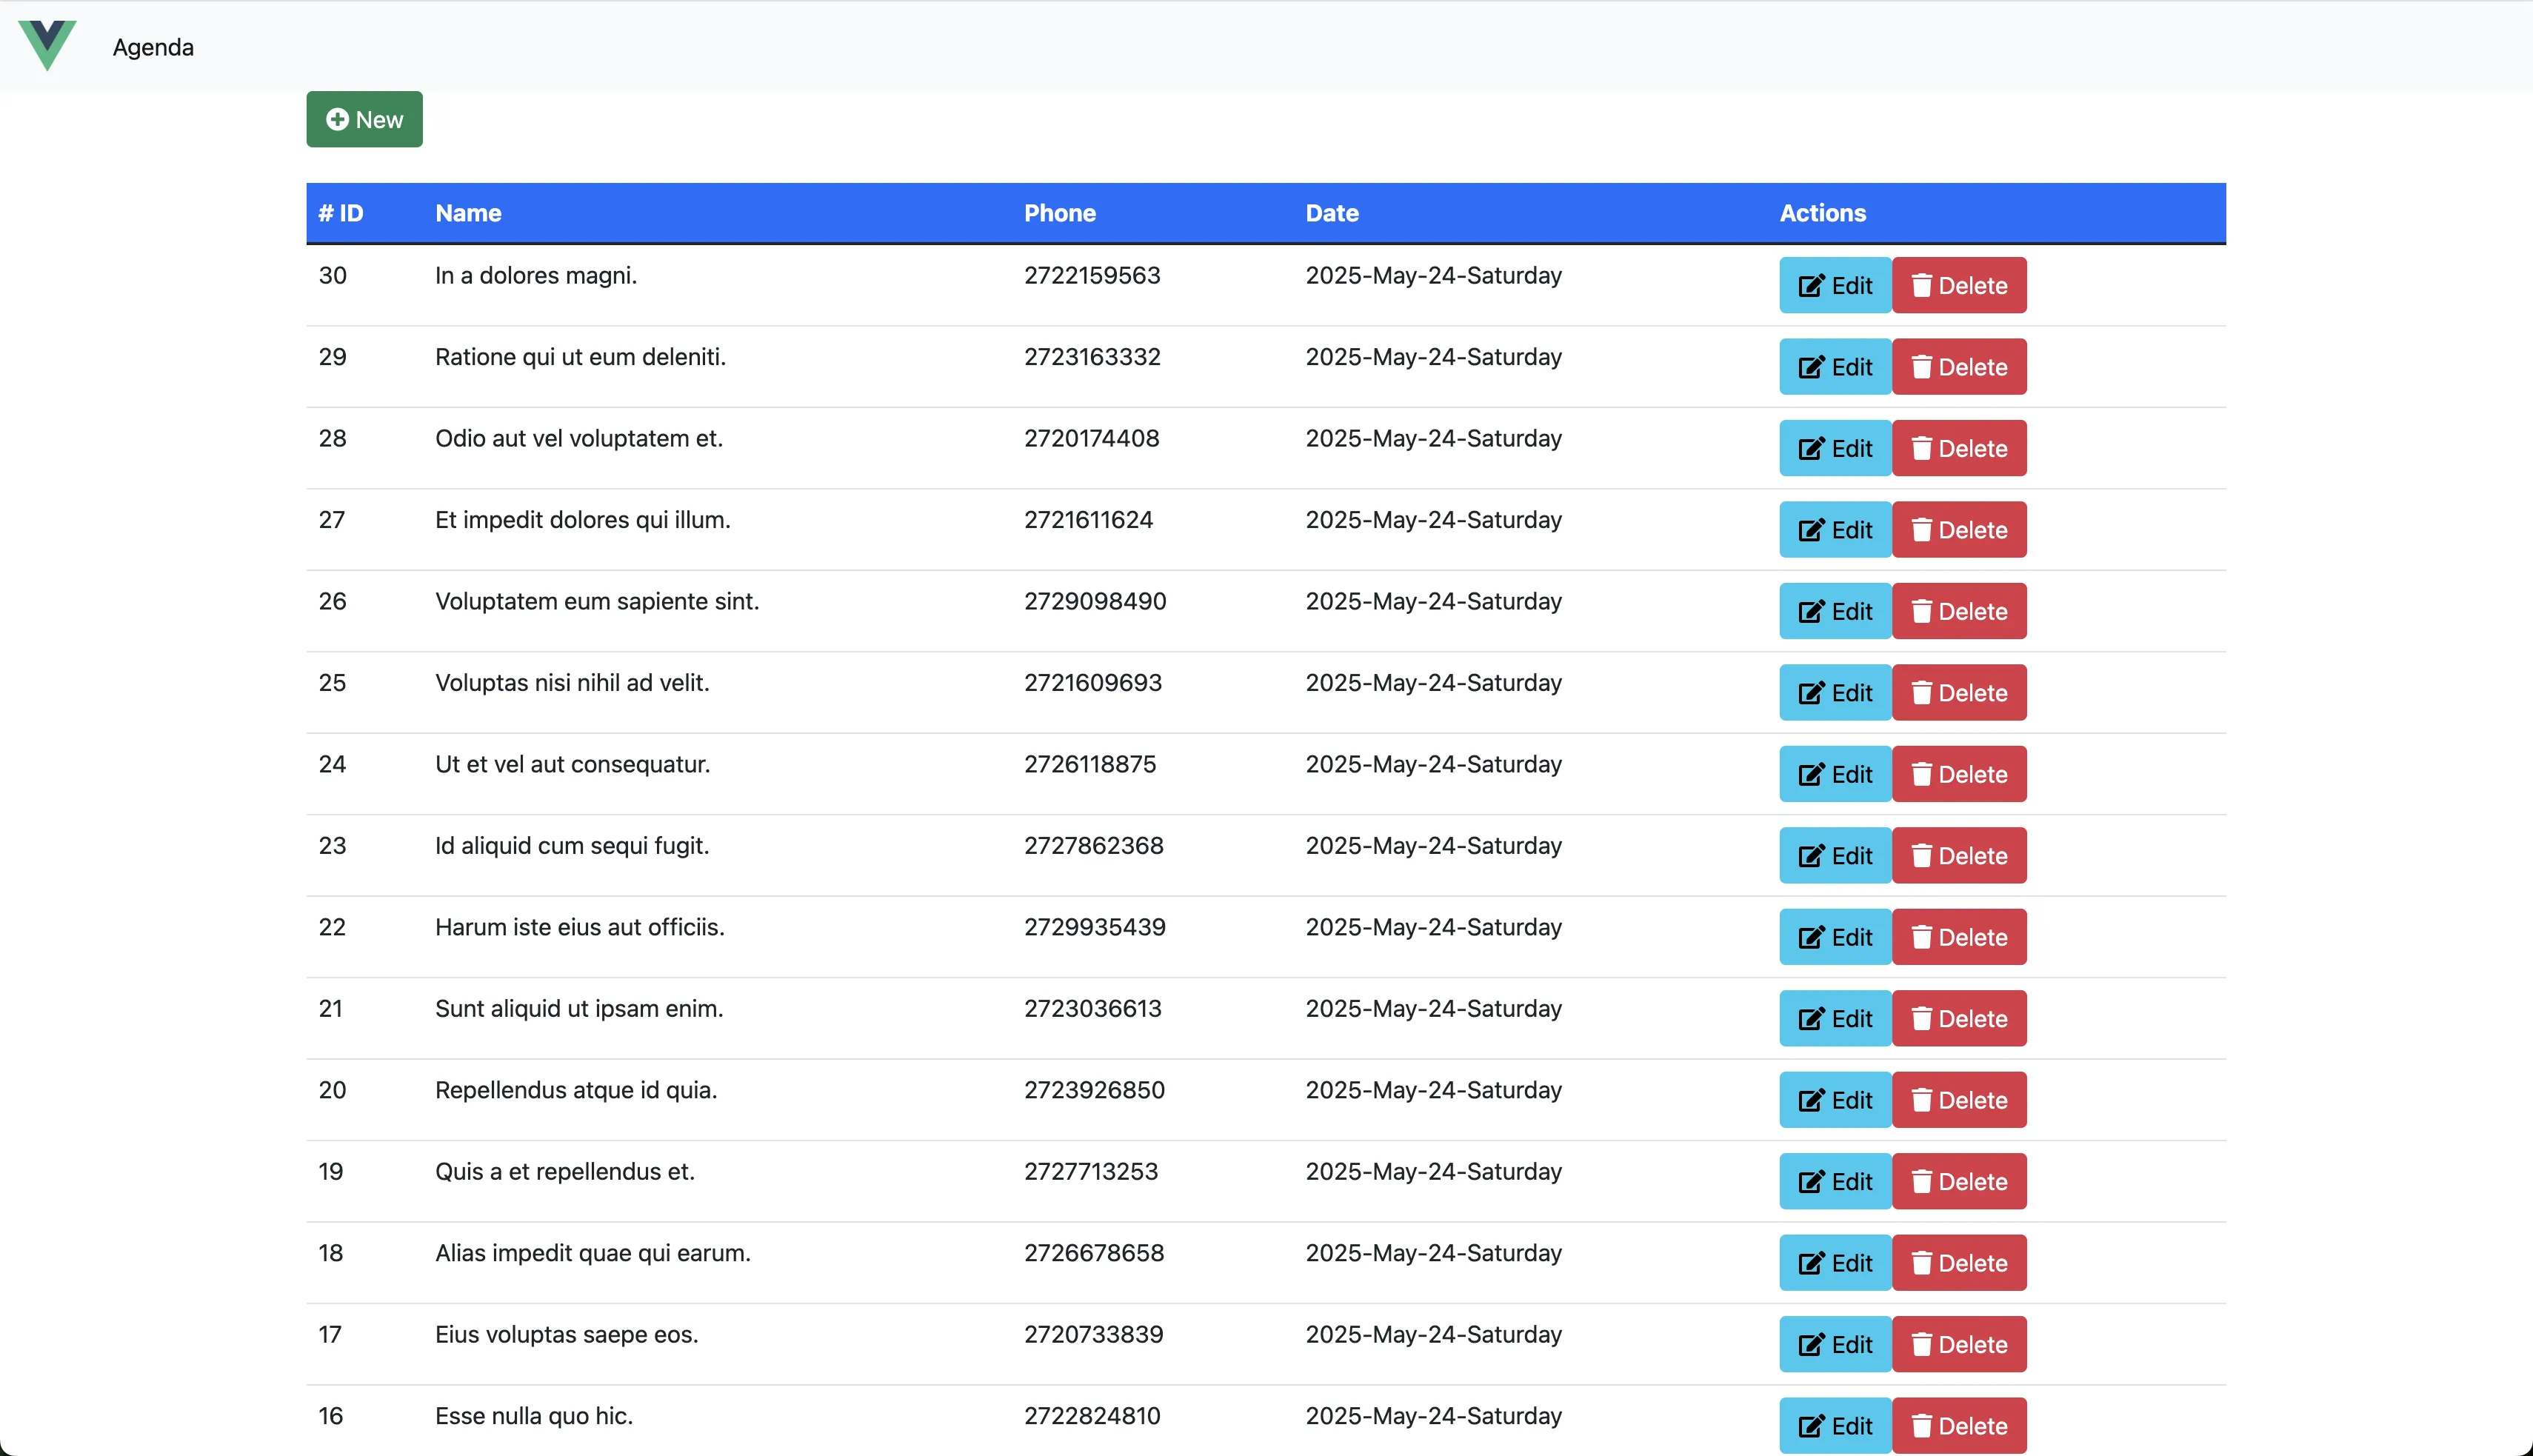 Agenda
New
# ID Name Phone Date Actions
30 In a dolores magni. 2722159563 2025-May-24-Saturday Edit Delete
29 Ratione qui ut eum deleniti. 2723163332 2025-May-24-Saturday Edit Delete
28 Odio aut vel voluptatem et. 2720174408 2025-May-24-Saturday Edit Delete
27 Et impedit dolores qui illum. 2721611624 2025-May-24-Saturday Edit Delete
26 Voluptatem eum sapiente sint. 2729098490 2025-May-24-Saturday Edit Delete
25 Voluptas nisi nihil ad velit. 2721609693 2025-May-24-Saturday Edit Delete
24 Ut et vel aut consequatur. 2726118875 2025-May-24-Saturday Edit Delete
23 Id aliquid cum sequi fugit. 2727862368 2025-May-24-Saturday Edit Delete
22 Harum iste eius aut officiis. 2729935439 2025-May-24-Saturday Edit Delete
21 Sunt aliquid ut ipsam enim. 2723036613 2025-May-24-Saturday Edit Delete
20 Repellendus atque id quia. 2723926850 2025-May-24-Saturday Edit Delete
19 Quis a et repellendus et. 2727713253 2025-May-24-Saturday Edit Delete
18 Alias impedit quae qui earum. 2726678658 2025-May-24-Saturday Edit Delete
17 Eius voluptas saepe eos. 2720733839 2025-May-24-Saturday Edit Delete
16 Esse nulla quo hic. 2722824810 2025-May-24-Saturday Edit Delete